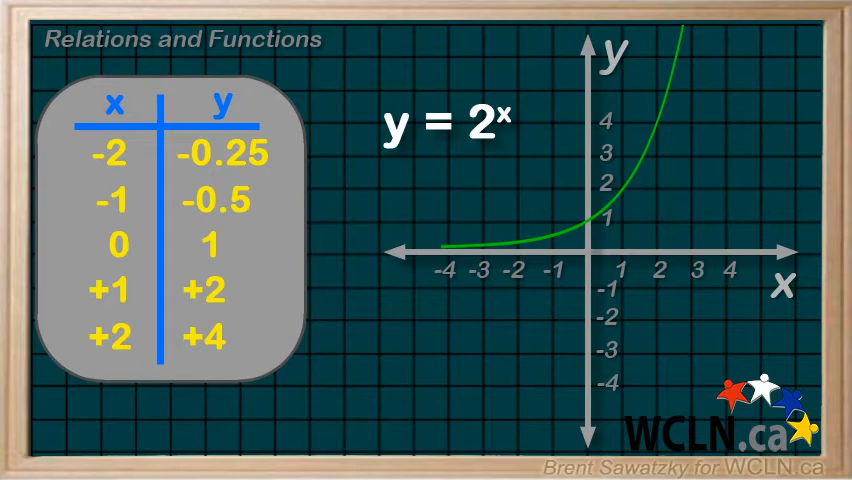 Relations and Functions
x y
-2 -0.25
-1 -0.5
0 1
+1 +2
+2 +4
y = 2ˣ
y
4
3
2
1
-4 -3 -2 -1 1 2 3 4
x
-1
-2
-3
-4
WCLN.ca
Brent Sawatzky for WCLN.ca